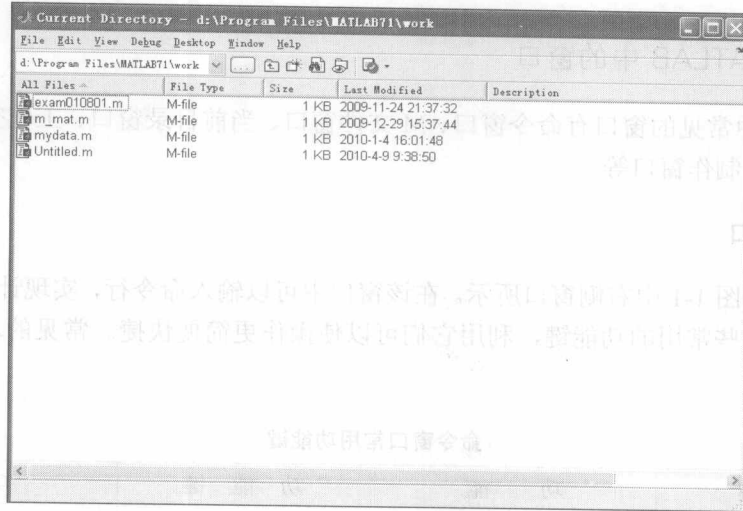 Current Directory - d:\Program Files\MATLAB71\work
File Edit View Debug Desktop Window Help
d:\Program Files\MATLAB71\work ...
All Files File Type Size Last Modified Description
exam010801.m M-file 1 KB 2009-11-24 21:37:32
m_mat.m M-file 1 KB 2009-12-29 15:37:44
mydata.m M-file 1 KB 2010-1-4 16:01:48
Untitled.m M-file 1 KB 2010-4-9 9:38:50